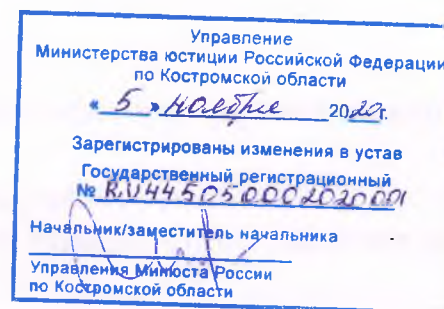 Управление
Министерства юстиции Российской Федерации
по Костромской области
« 5 » ноября 2020г.
Зарегистрированы изменения в устав
Государственный регистрационный
№ RU445050002020001
Начальник/заместитель начальника
Управления Минюста России
по Костромской области